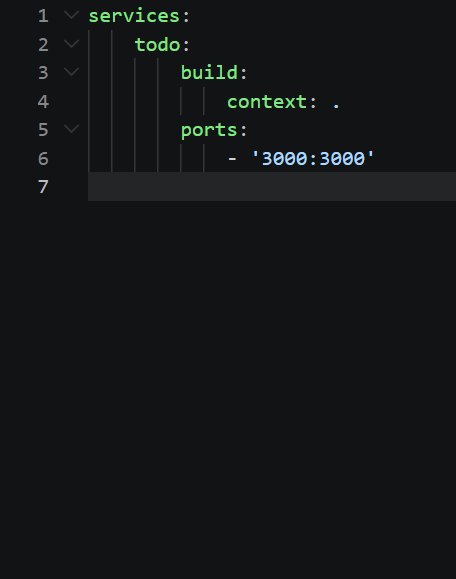 1 services:
2     todo:
3         build:
4             context: .
5         ports:
6             - '3000:3000'
7